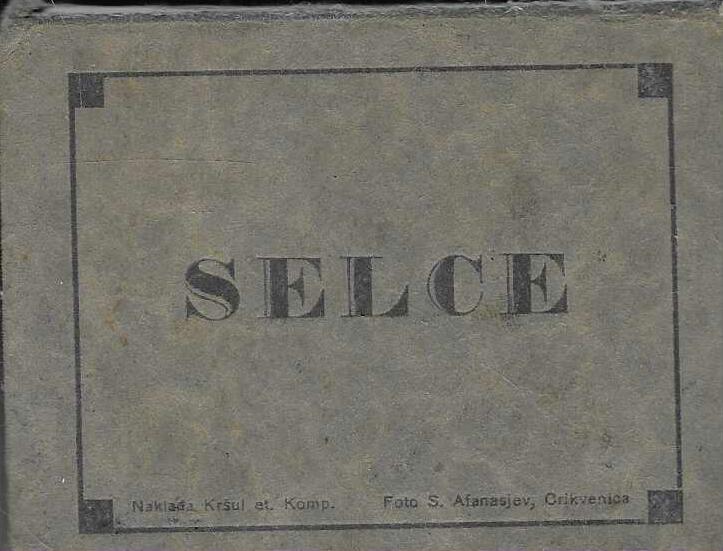 SELCE
Naklada Kršul et. Komp. Foto S. Afanasjev, Crikvenica